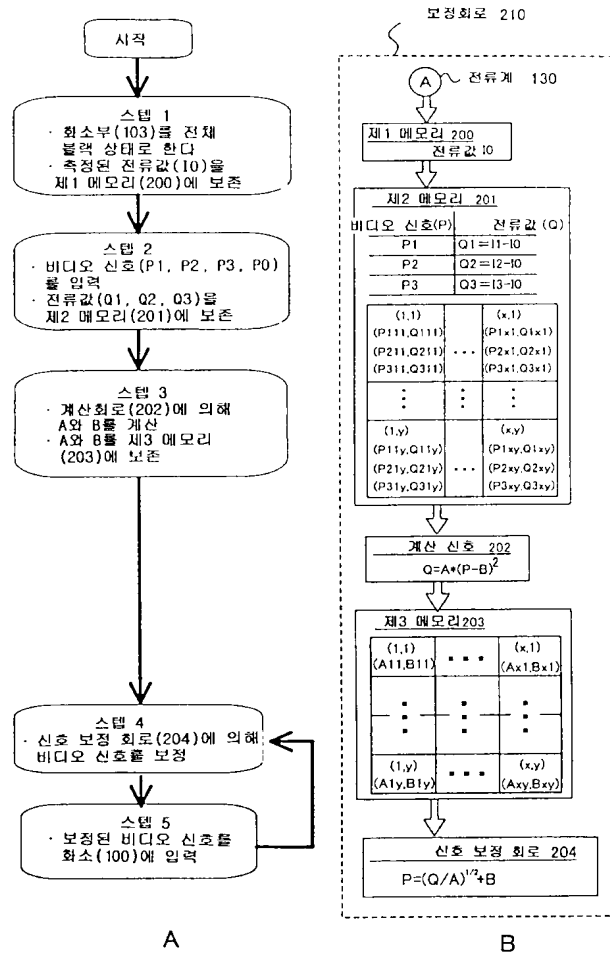 시작
스텝 1
· 화소부(103)를 전체
블랙 상태로 한다
· 측정된 전류값(I0)을
제1 메모리(200)에 보존
스텝 2
· 비디오 신호(P1, P2, P3, P0)
를 입력
· 전류값(Q1, Q2, Q3)을
제2 메모리(201)에 보존
스텝 3
· 계산회로(202)에 의해
A와 B를 계산
· A와 B를 제3 메모리
(203)에 보존
스텝 4
· 신호 보정 회로(204)에 의해
비디오 신호를 보정
스텝 5
· 보정된 비디오 신호를
화소(100)에 입력
A
보정회로 210
A 전류계 130
제1 메모리 200
전류값 I0
제2 메모리 201
비디오 신호(P) 전류값(Q)
P1 Q1=I1-I0
P2 Q2=I2-I0
P3 Q3=I3-I0
(1,1) (x,1)
(P111,Q111) (P1x1,Q1x1)
(P211,Q211) ... (P2x1,Q2x1)
(P311,Q311) (P3x1,Q3x1)
(1,y) (x,y)
(P11y,Q11y) (P1xy,Q1xy)
(P21y,Q21y) ... (P2xy,Q2xy)
(P31y,Q31y) (P3xy,Q3xy)
계산 신호 202
Q=A*(P-B)²
제3 메모리 203
(1,1) (x,1)
(A11,B11) ... (Ax1,Bx1)
(1,y) (x,y)
(A1y,B1y) ... (Axy,Bxy)
신호 보정 회로 204
P=(Q/A)^1/2+B
B